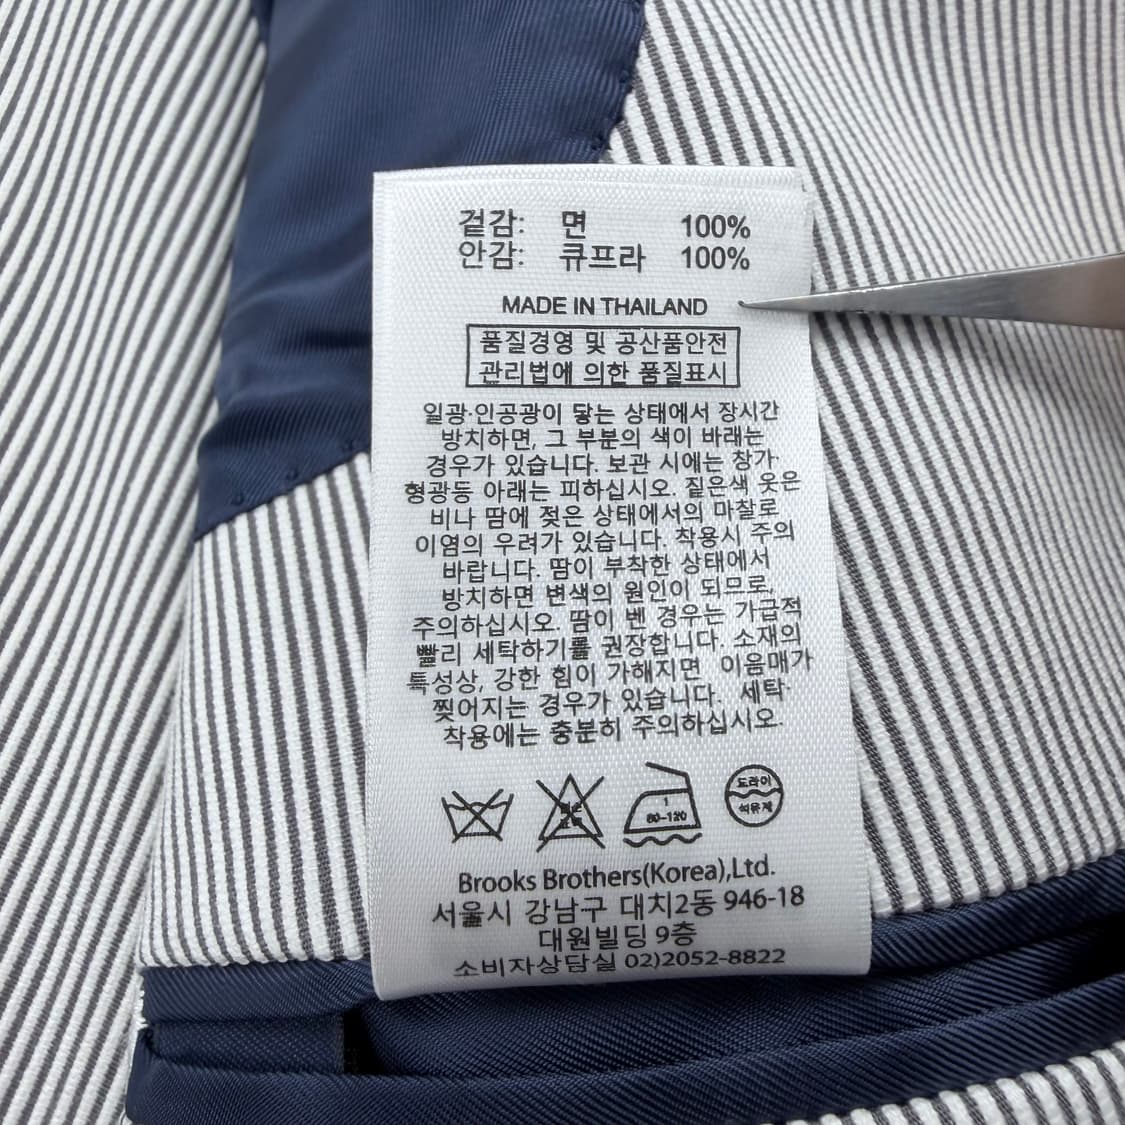 겉감: 면 100%
안감: 큐프라 100%
MADE IN THAILAND
품질경영 및 공산품안전
관리법에 의한 품질표시
일광·인공광이 닿는 상태에서 장시간
방치하면, 그 부분의 색이 바래는
경우가 있습니다. 보관 시에는 창가·
형광등 아래는 피하십시오. 짙은색 옷은
비나 땀에 젖은 상태에서의 마찰로
이염의 우려가 있습니다. 착용시 주의
바랍니다. 땀이 부착한 상태에서
방치하면 변색의 원인이 되므로,
주의하십시오. 땀이 벤 경우는 가급적
빨리 세탁하기를 권장합니다. 소재의
특성상, 강한 힘이 가해지면 이음매가
찢어지는 경우가 있습니다. 세탁·
착용에는 충분히 주의하십시오.
1
80-120
드라이
석유계
Brooks Brothers(Korea),Ltd.
서울시 강남구 대치2동 946-18
대원빌딩 9층
소비자상담실 02)2052-8822